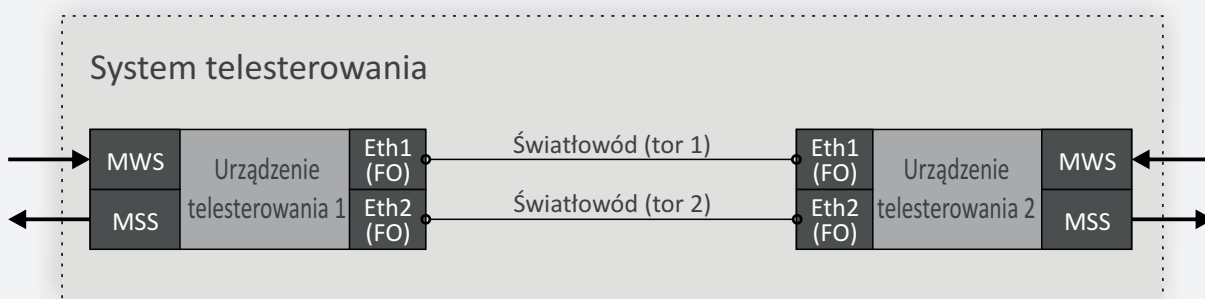 System telesterowania
MWS
Urządzenie
telesterowania 1
MSS
Eth1
(FO)
Eth2
(FO)
Światłowód (tor 1)
Światłowód (tor 2)
Eth1
(FO)
Eth2
(FO)
Urządzenie
telesterowania 2
MWS
MSS